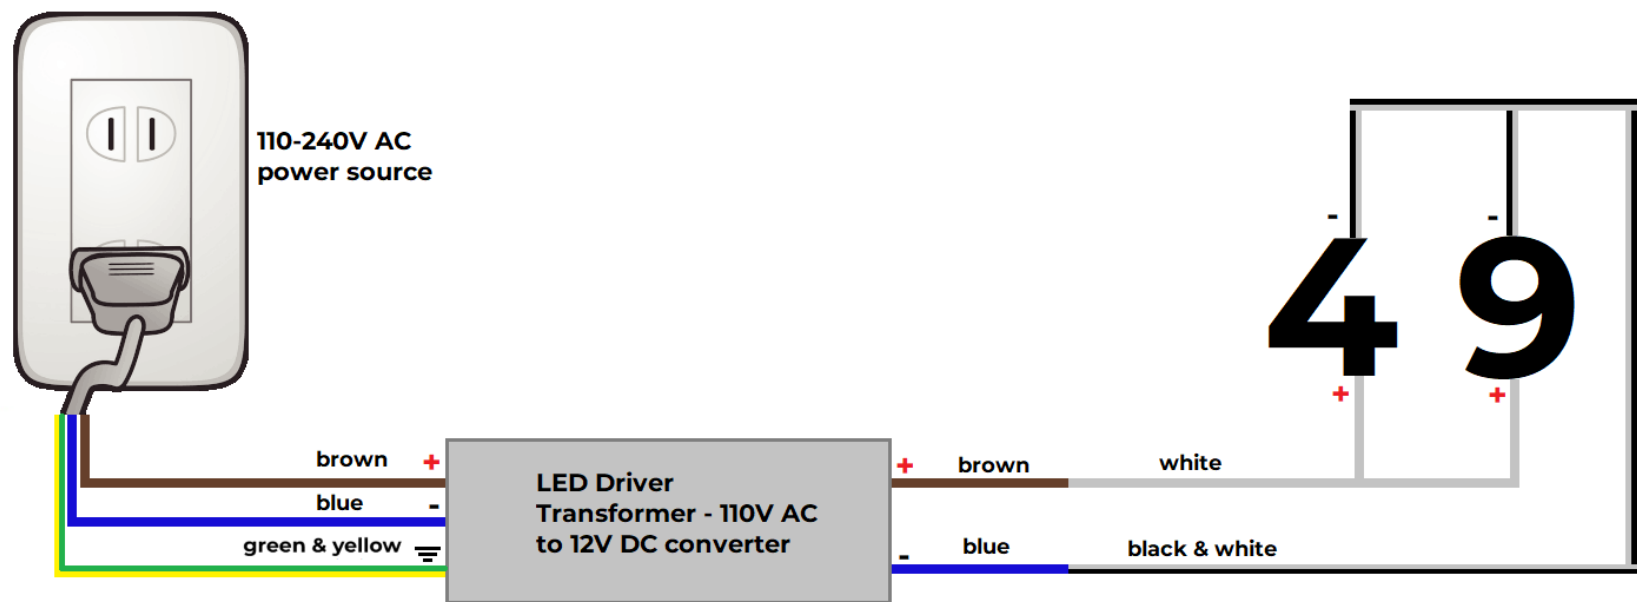 110-240V AC
power source
brown +
blue -
green & yellow
LED Driver
Transformer - 110V AC
to 12V DC converter
+ brown
white
- blue
black & white
- -
4 9
+ +